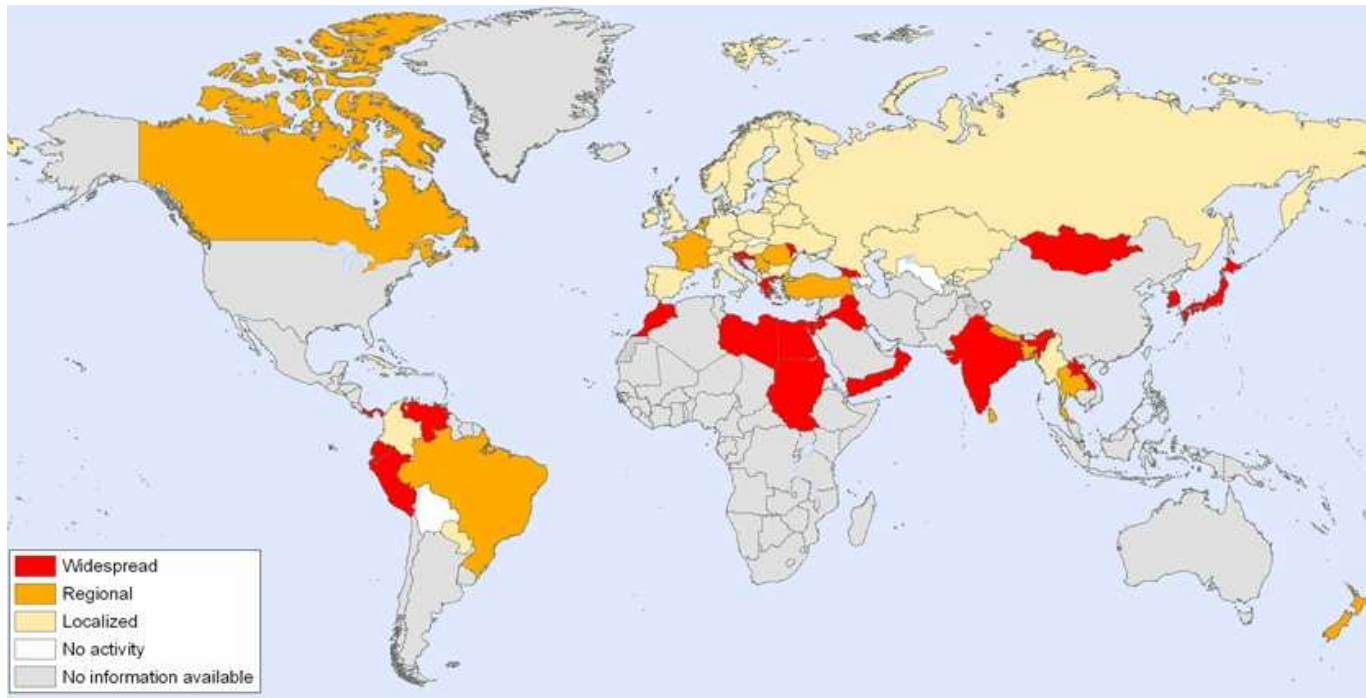 Widespread
Regional
Localized
No activity
No information available